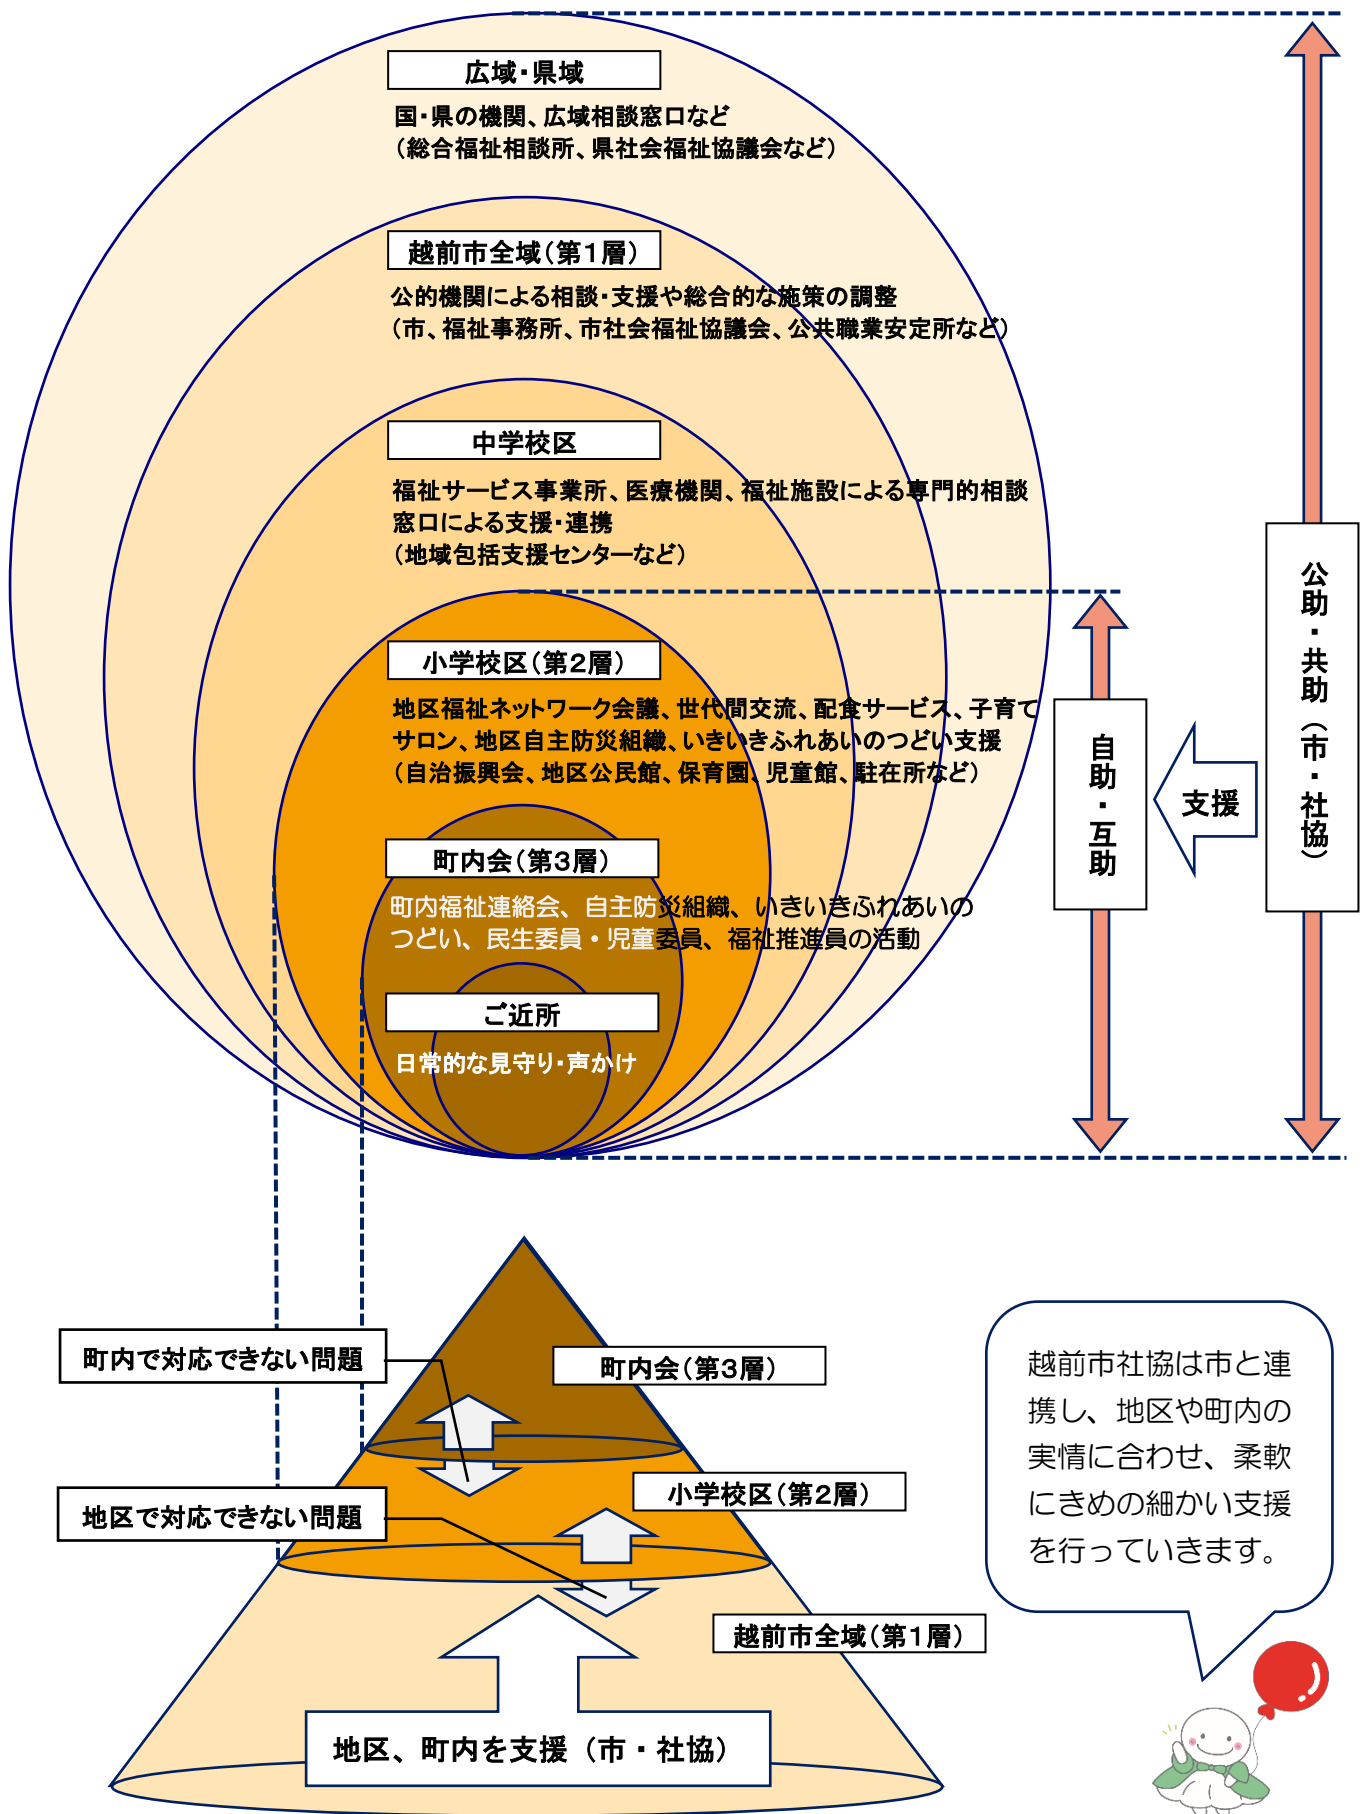 広域・県域
国・県の機関、広域相談窓口など
（総合福祉相談所、県社会福祉協議会など）
越前市全域（第１層）
公的機関による相談・支援や総合的な施策の調整
（市、福祉事務所、市社会福祉協議会、公共職業安定所など）
中学校区
福祉サービス事業所、医療機関、福祉施設による専門的相談
窓口による支援・連携
（地域包括支援センターなど）
小学校区（第２層）
地区福祉ネットワーク会議、世代間交流、配食サービス、子育て
サロン、地区自主防災組織、いきいきふれあいのつどい支援
（自治振興会、地区公民館、保育園、児童館、駐在所など）
町内会（第３層）
町内福祉連絡会、自主防災組織、いきいきふれあいの
つどい、民生委員・児童委員、福祉推進員の活動
ご近所
日常的な見守り・声かけ
自助・互助
支援
公助・共助（市・社協）
町内で対応できない問題
町内会（第３層）
地区で対応できない問題
小学校区（第２層）
越前市全域（第１層）
地区、町内を支援（市・社協）
越前市社協は市と連
携し、地区や町内の
実情に合わせ、柔軟
にきめの細かい支援
を行っていきます。